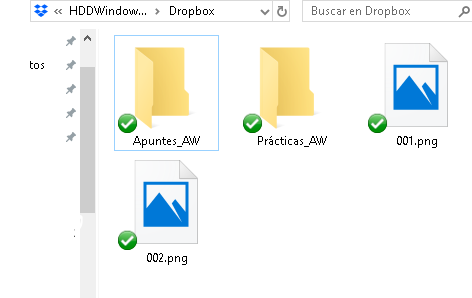 « HDDWindow... > Dropbox
Buscar en Dropbox
tos
Apuntes_AW
Prácticas_AW
001.png
002.png